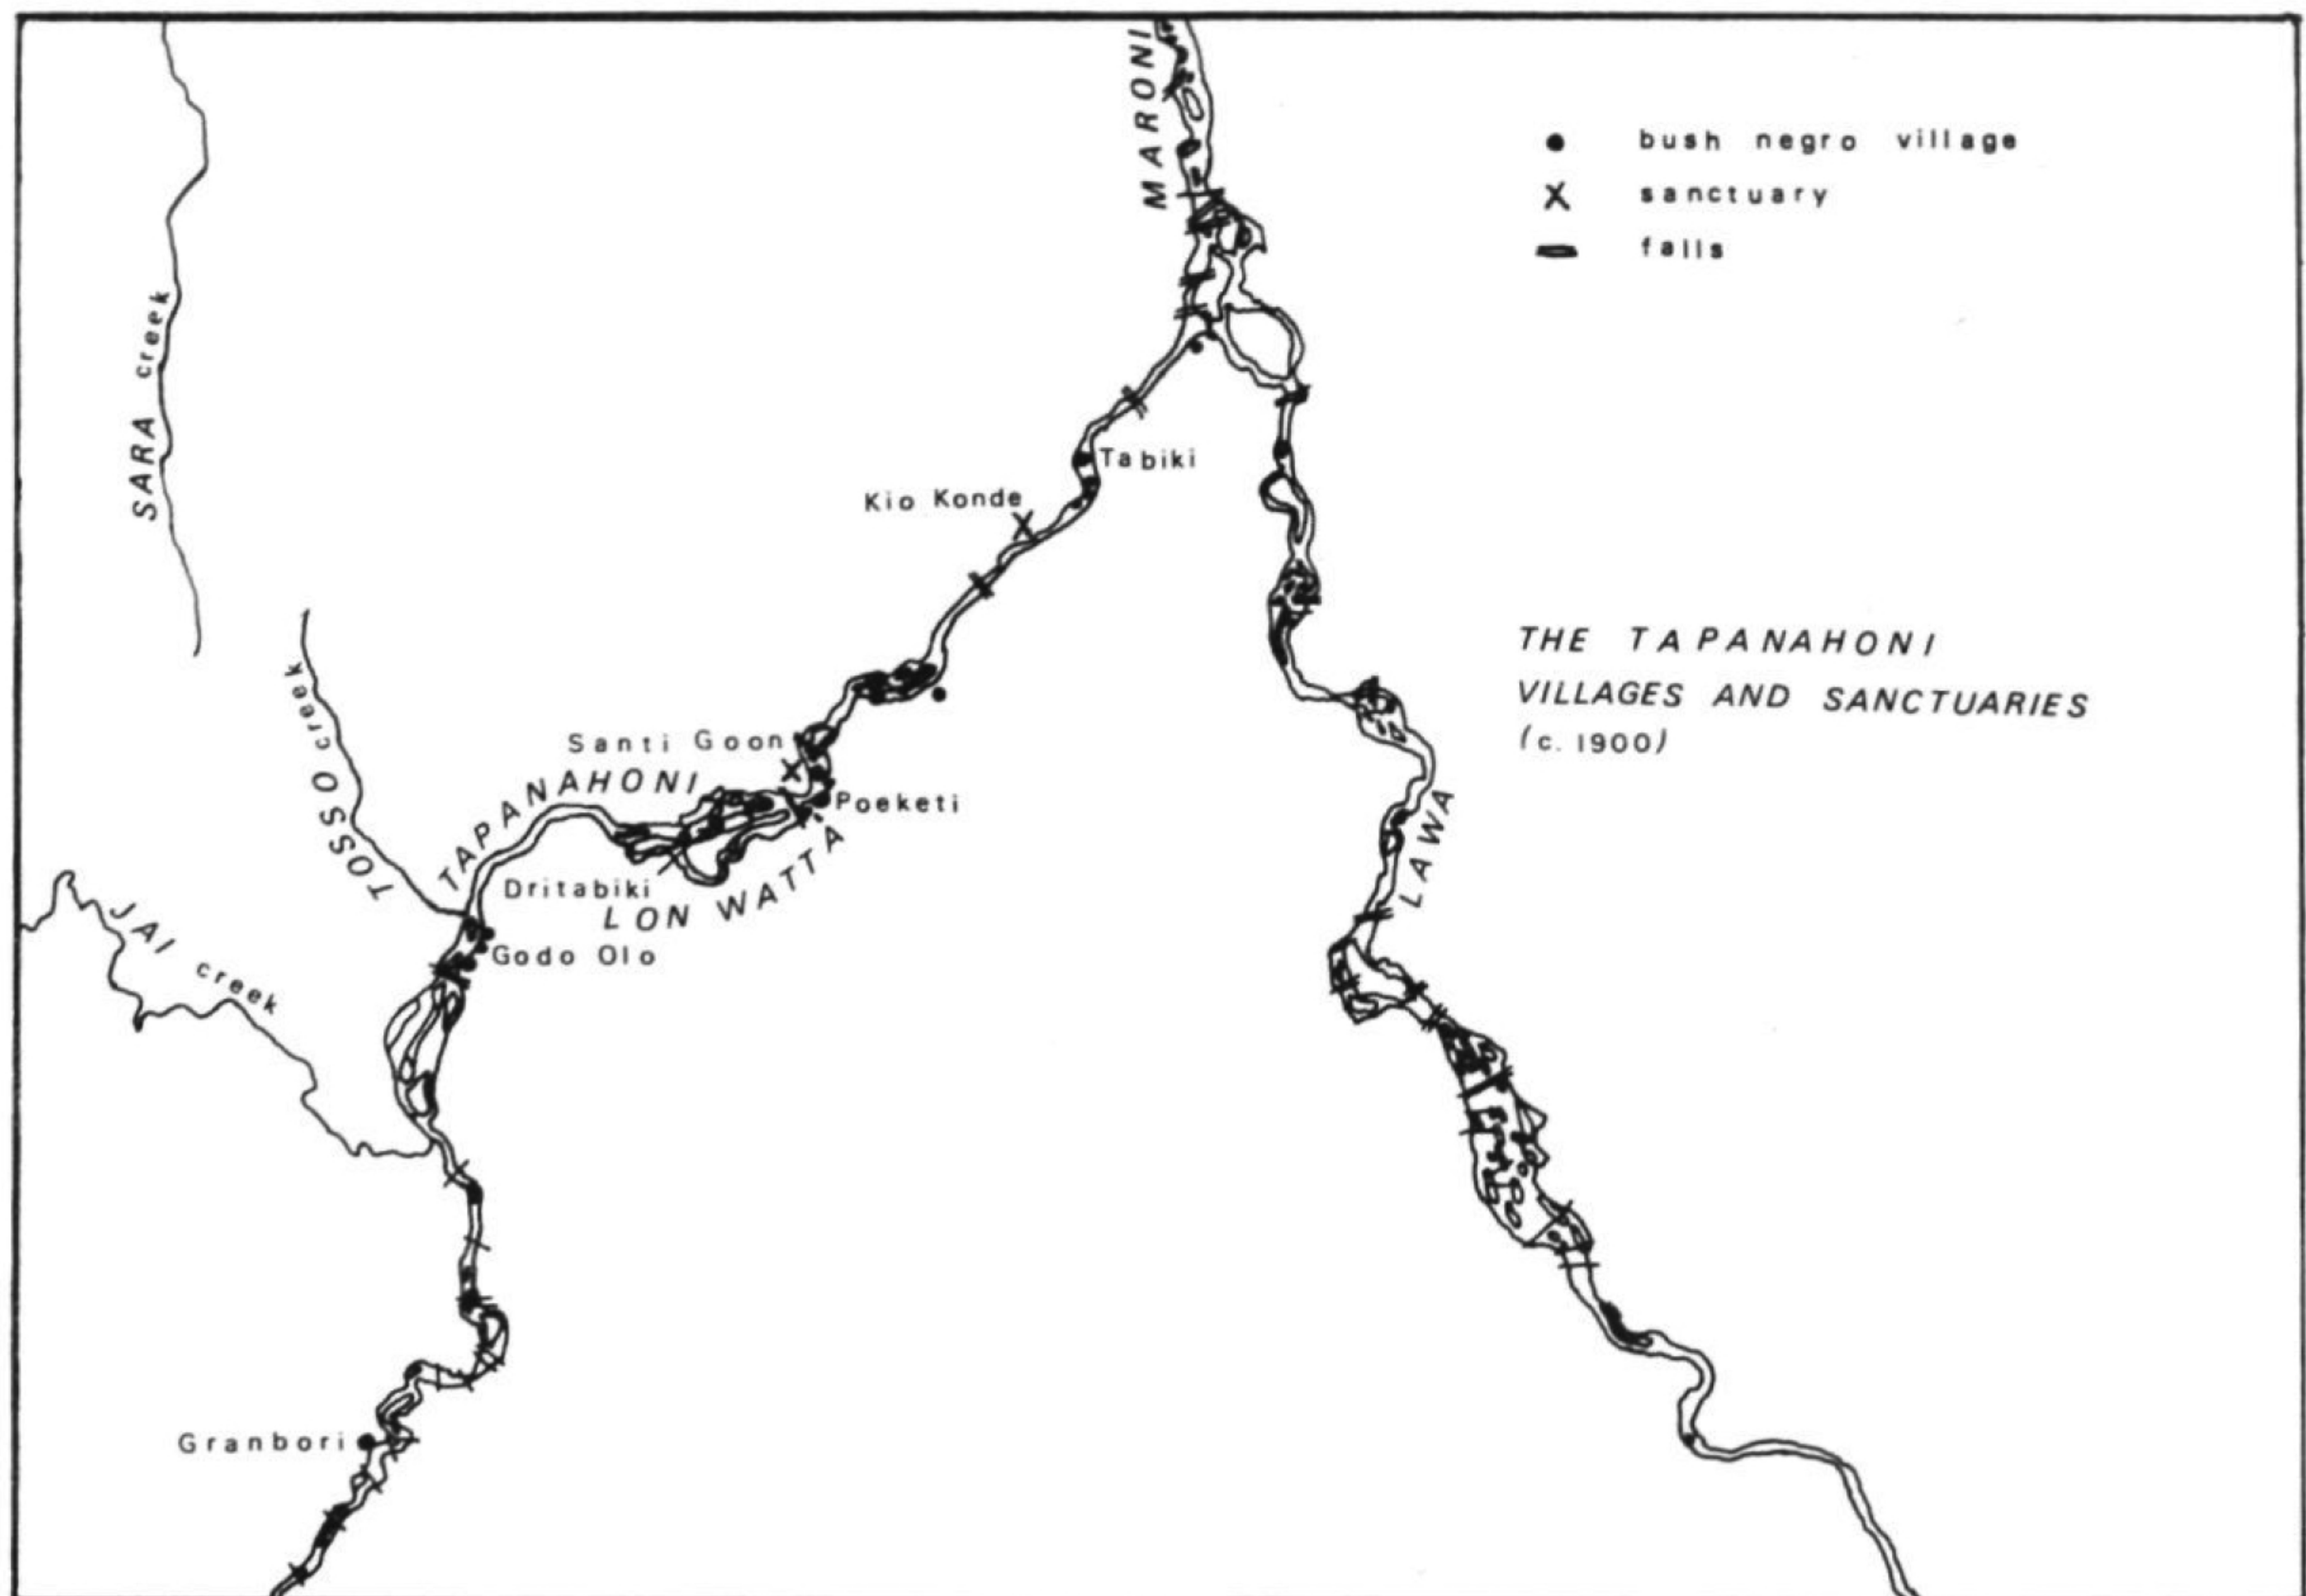 MARONI
bush negro village
sanctuary
falls
SARA creek
Tabiki
Kio Konde
THE TAPANAHONI
VILLAGES AND SANCTUARIES
(c. 1900)
TOSSO creek
Santi Goon
TAPANAHONI
Poeketi
LAWA
Dritabiki
LON WATTA
JAI creek
Godo Olo
Granbori